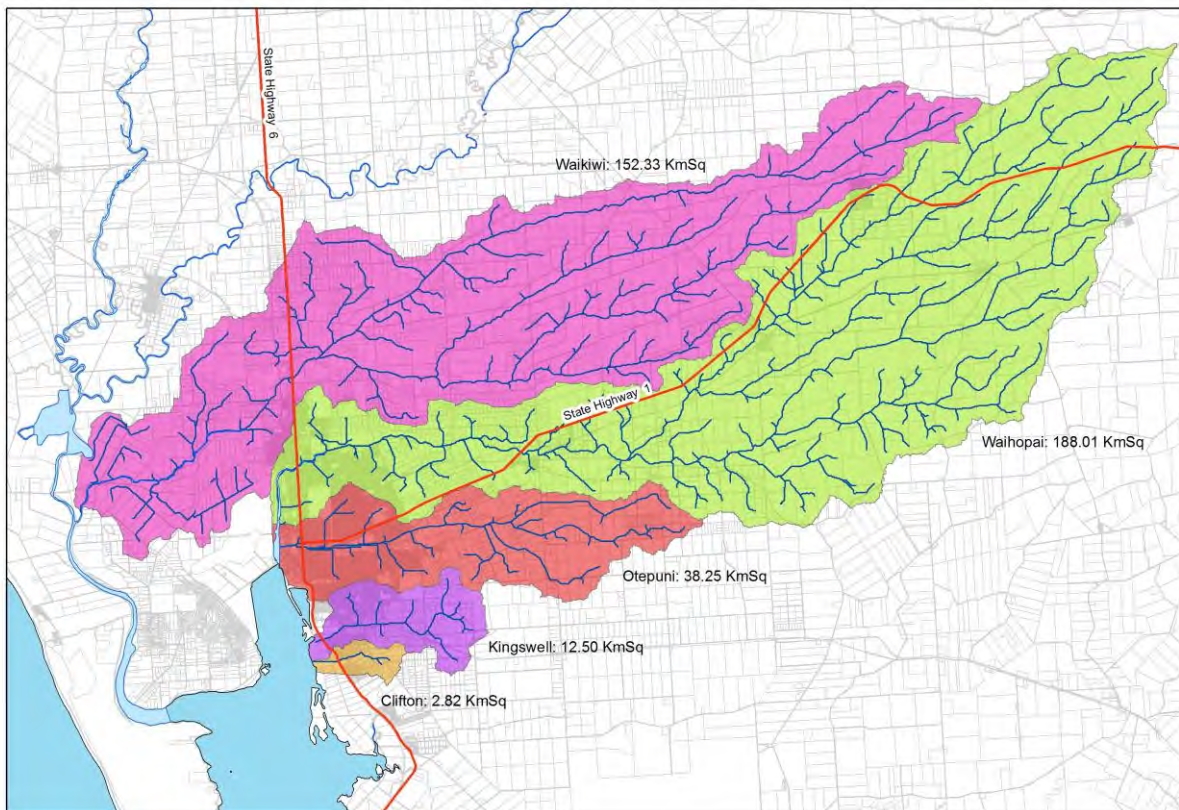 State Highway 6
Waikiwi: 152.33 KmSq
State Highway 1
Waihopai: 188.01 KmSq
Otepuni: 38.25 KmSq
Kingswell: 12.50 KmSq
Clifton: 2.82 KmSq